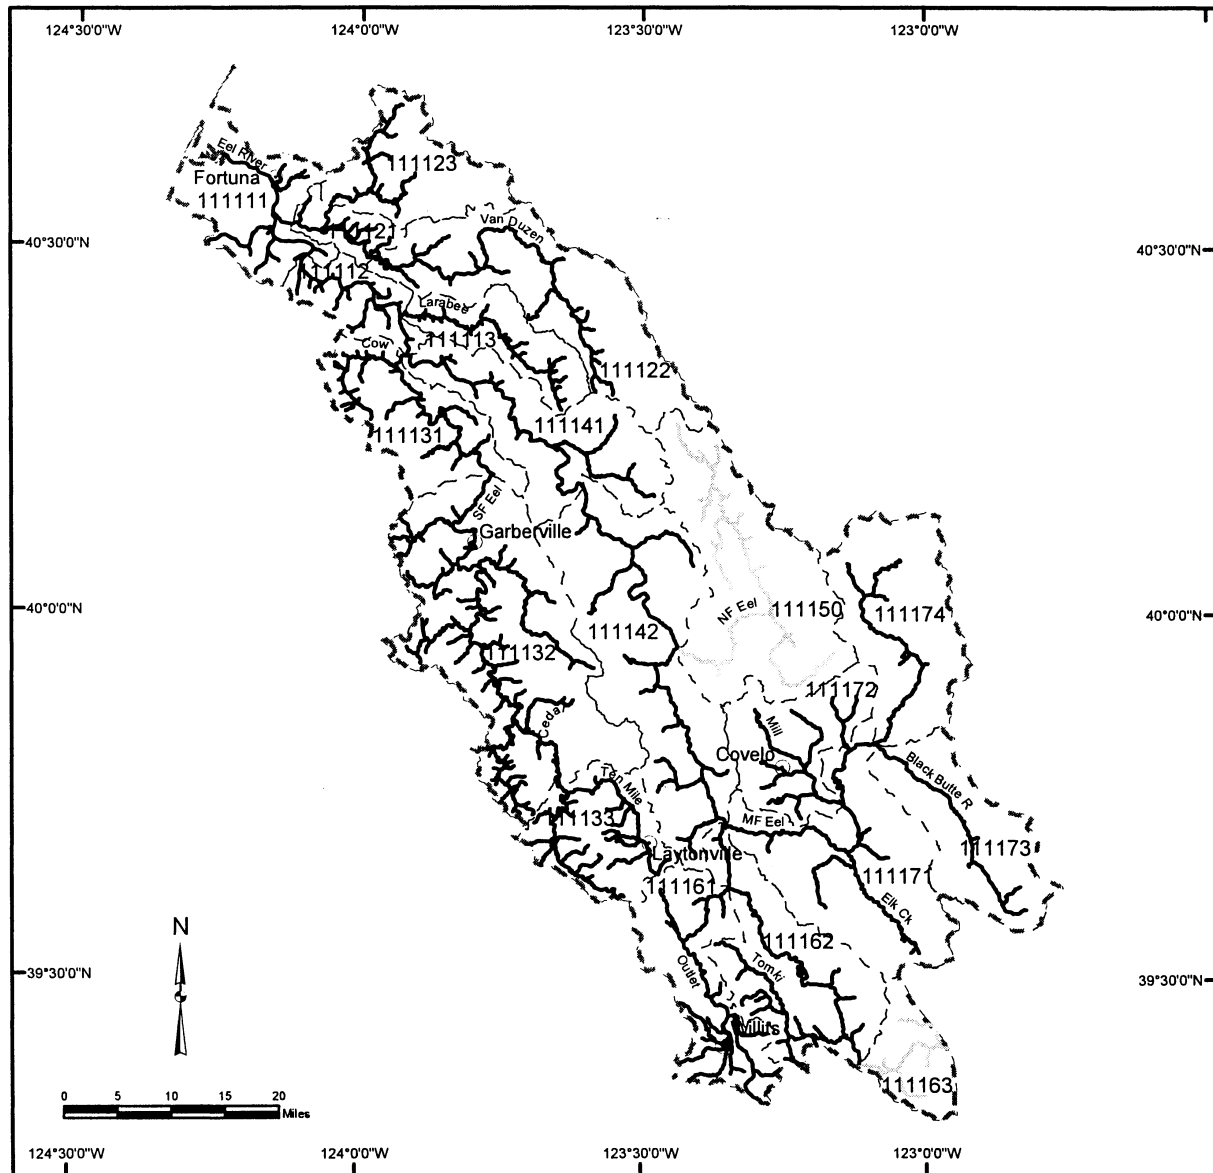 124°30'0"W 124°0'0"W 123°30'0"W 123°0'0"W
111123
Eel River
Fortuna
111111
Van Duzen
111121
40°30'0"N 40°30'0"N
111112
Larabee
111113
Cow
111122
111141
111131
SF Eel
Garberville
40°0'0"N 40°0'0"N
NF Eel
111150
111174
111142
111132
111172
Cedar
Mill
Covelo
Black Butte R
Ten Mile
111133
MF Eel
Laytonville
111173
111161
111171
Elk Ck
N
111162
39°30'0"N 39°30'0"N
Outlet
Tomki
Willits
111163
0 5 10 15 20
Miles
124°30'0"W 124°0'0"W 123°30'0"W 123°0'0"W